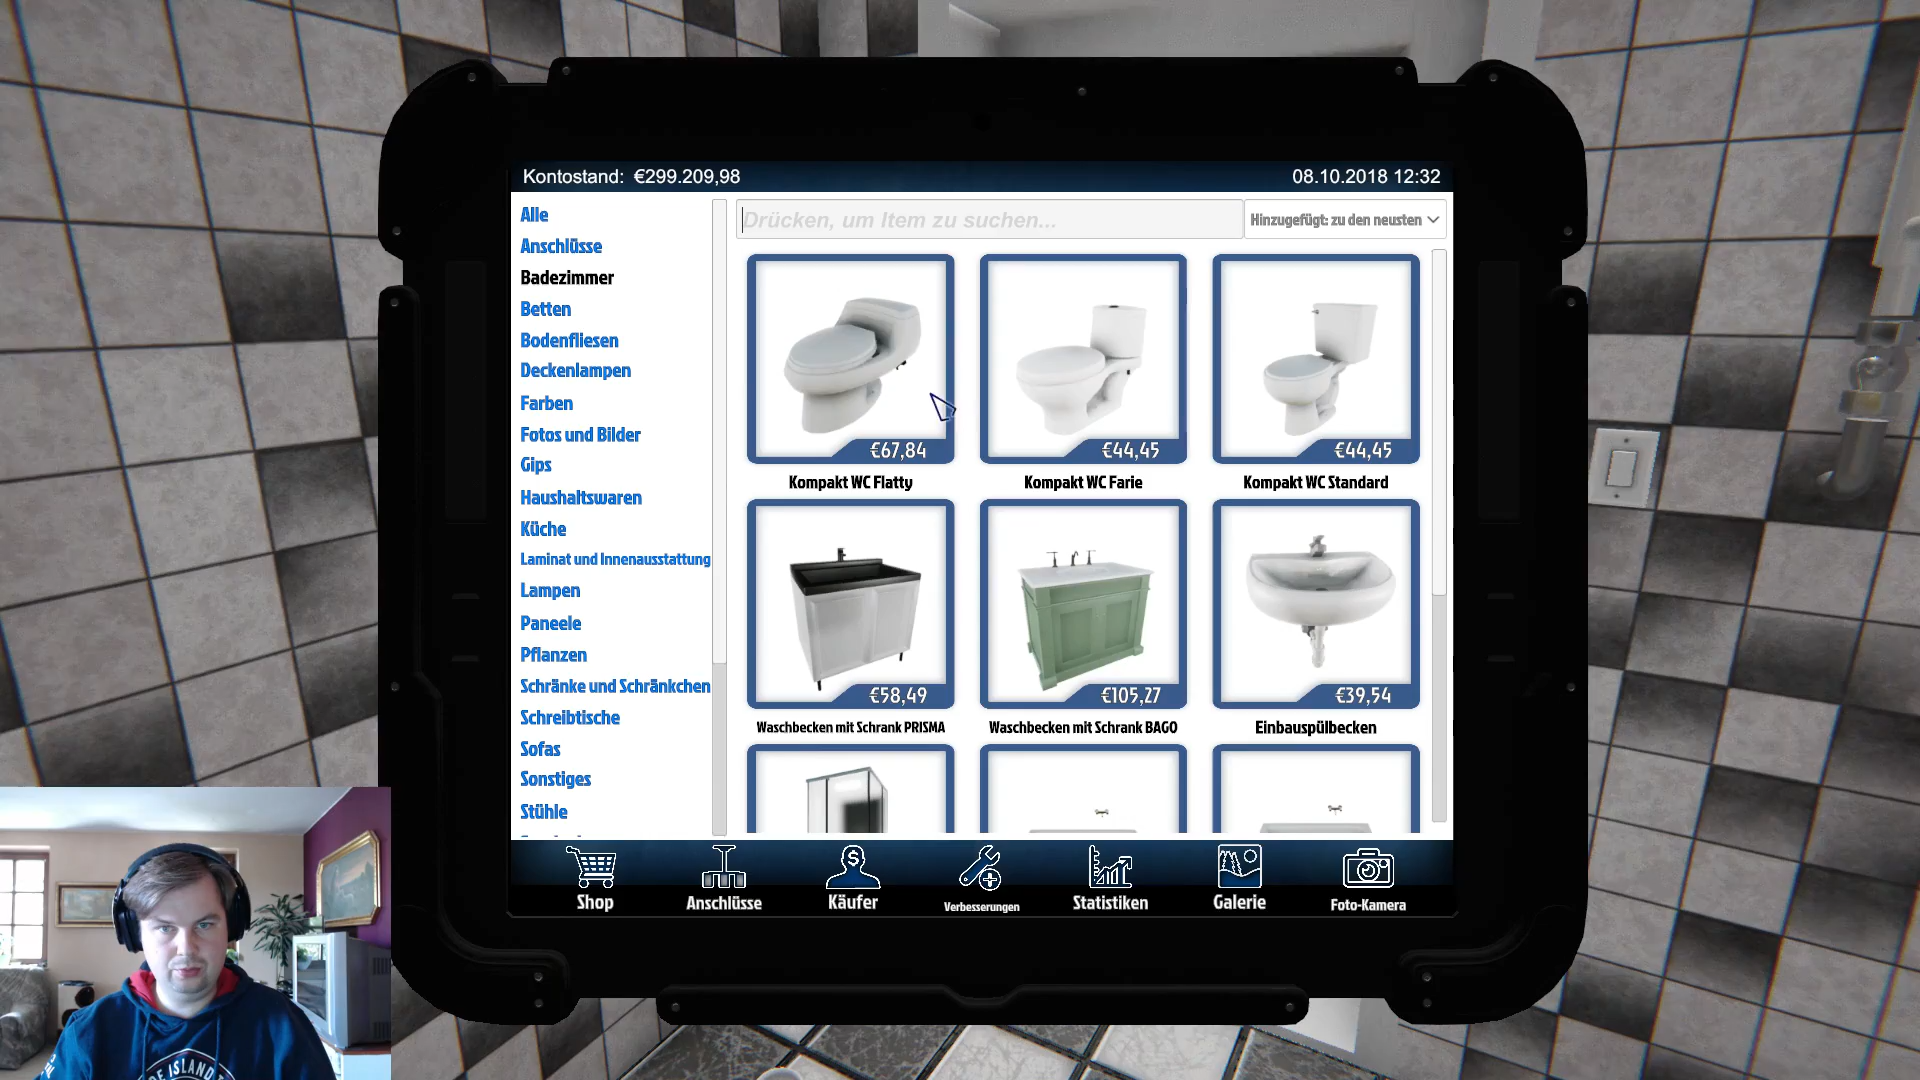 Kontostand: €299.209,98
08.10.2018 12:32
Alle
Anschlüsse
Badezimmer
Betten
Bodenfliesen
Deckenlampen
Farben
Fotos und Bilder
Gips
Haushaltswaren
Küche
Laminat und Innenausstattung
Lampen
Paneele
Pflanzen
Schränke und Schränkchen
Schreibtische
Sofas
Sonstiges
Stühle
Drücken, um Item zu suchen...
Hinzugefügt: zu den neusten
€67,84
Kompakt WC Flatty
€44,45
Kompakt WC Farie
€44,45
Kompakt WC Standard
€58,49
Waschbecken mit Schrank PRISMA
€105,27
Waschbecken mit Schrank BAGO
€39,54
Einbauspülbecken
Shop
Anschlüsse
Käufer
Verbesserungen
Statistiken
Galerie
Foto-Kamera
ISLAND